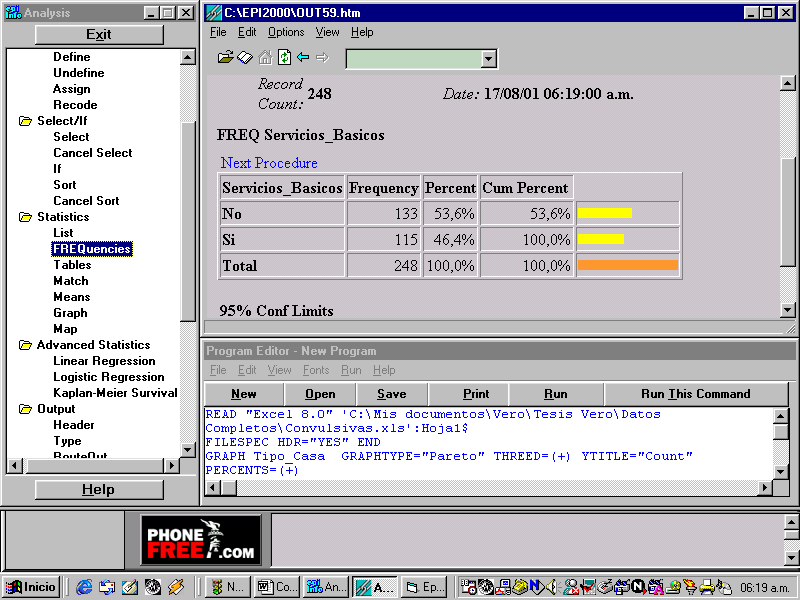 Analysis
Exit
Define
Undefine
Assign
Recode
Select/If
Select
Cancel Select
If
Sort
Cancel Sort
Statistics
List
FREQuencies
Tables
Match
Means
Graph
Map
Advanced Statistics
Linear Regression
Logistic Regression
Kaplan-Meier Survival
Output
Header
Type
RouteOut
Help
C:\EPI2000\OUT59.htm
File Edit Options View Help
Record Count: 248 Date: 17/08/01 06:19:00 a.m.
FREQ Servicios_Basicos
Next Procedure
Servicios_Basicos Frequency Percent Cum Percent
No 133 53,6% 53,6%
Si 115 46,4% 100,0%
Total 248 100,0% 100,0%
95% Conf Limits
Program Editor - New Program
File Edit View Fonts Run Help
New Open Save Print Run Run This Command
READ "Excel 8.0" 'C:\Mis documentos\Vero\Tesis Vero\Datos
Completos\Convulsivas.xls':Hoja1$
FILESPEC HDR="YES" END
GRAPH Tipo_Casa GRAPHTYPE="Pareto" THREED=(+) YTITLE="Count"
PERCENTS=(+)
PHONE
FREE.COM
Inicio N... Co... An... A... Ep... 06:19 a.m.